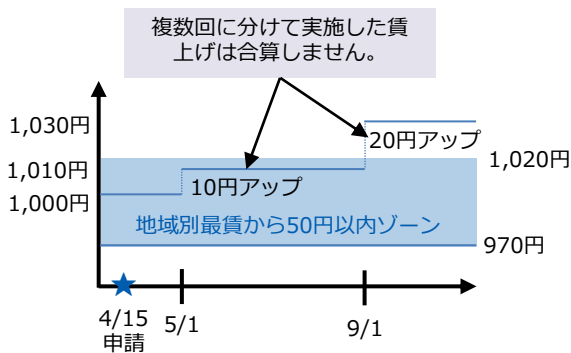 複数回に分けて実施した賃
上げは合算しません。
1,030円
20円アップ
1,020円
1,010円
10円アップ
1,000円
地域別最賃から50円以内ゾーン
970円
4/15
申請
5/1
9/1